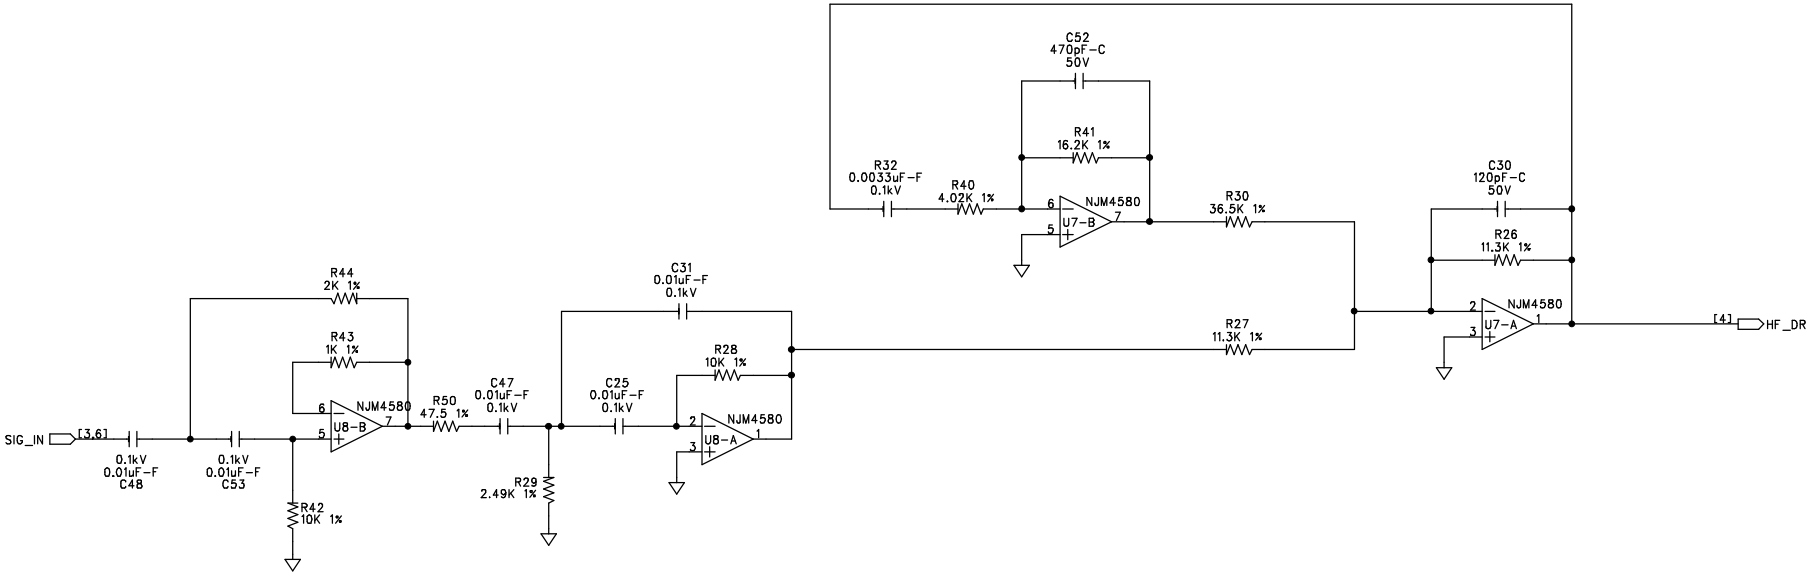 C52
470pF-C
50V
R41
16.2K 1%
R32
0.0033uF-F
0.1kV
R40
4.02K 1%
6
5
7
NJM4580
U7-B
R30
36.5K 1%
C30
120pF-C
50V
R26
11.3K 1%
2
3
1
NJM4580
U7-A
[4]
HF_DR
R44
2K 1%
R43
1K 1%
C31
0.01uF-F
0.1kV
R27
11.3K 1%
R28
10K 1%
SIG_IN
[3,6]
0.1kV
0.01uF-F
C48
0.1kV
0.01uF-F
C53
6
5
7
NJM4580
U8-B
R50
47.5 1%
C47
0.01uF-F
0.1kV
C25
0.01uF-F
0.1kV
2
3
1
NJM4580
U8-A
R29
2.49K 1%
R42
10K 1%